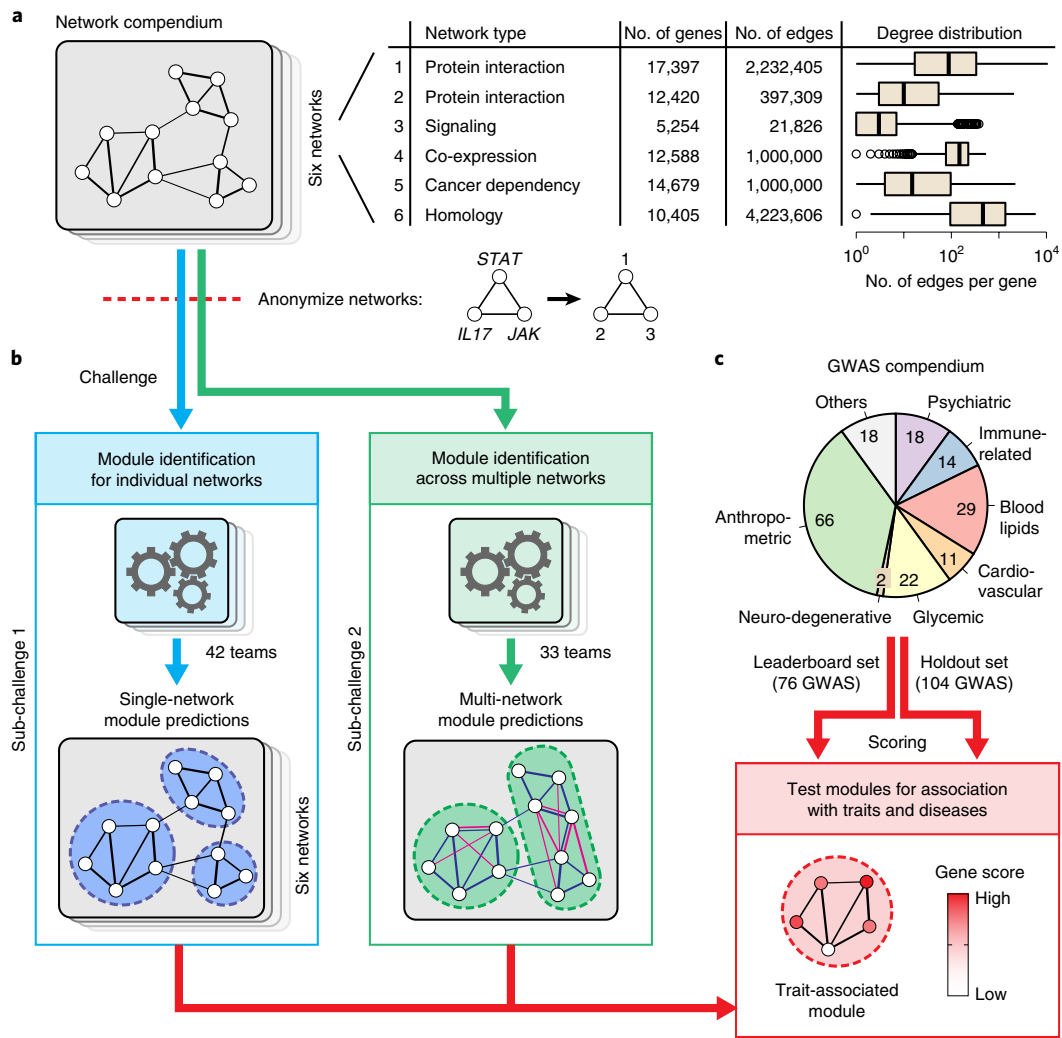 a
Network compendium
Six networks
Network type No. of genes No. of edges Degree distribution
1 Protein interaction 17,397 2,232,405
2 Protein interaction 12,420 397,309
3 Signaling 5,254 21,826
4 Co-expression 12,588 1,000,000
5 Cancer dependency 14,679 1,000,000
6 Homology 10,405 4,223,606
10^0 10^2 10^4
No. of edges per gene
Anonymize networks:
STAT
IL17 JAK
1
2 3
b
Challenge
Sub-challenge 1
Module identification
for individual networks
42 teams
Single-network
module predictions
Six networks
Sub-challenge 2
Module identification
across multiple networks
33 teams
Multi-network
module predictions
c
GWAS compendium
Others
18
Psychiatric
18
Immune-
related
14
Blood
lipids
29
Cardio-
vascular
11
Glycemic
22
Neuro-degenerative
2
Anthropo-
metric
66
Leaderboard set
(76 GWAS)
Holdout set
(104 GWAS)
Scoring
Test modules for association
with traits and diseases
Gene score
High
Low
Trait-associated
module